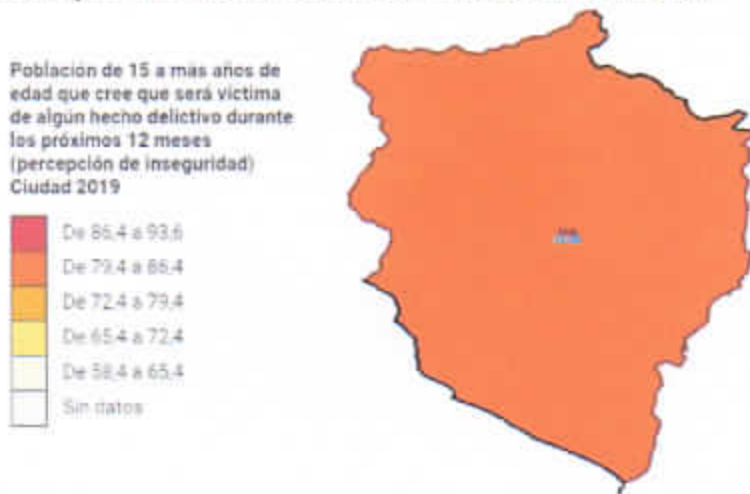 Población de 15 a mas años de
edad que cree que será víctima
de algún hecho delictivo durante
los próximos 12 meses
(percepción de inseguridad)
Ciudad 2019
De 86,4 a 93,6
De 79,4 a 86,4
De 72,4 a 79,4
De 65,4 a 72,4
De 58,4 a 65,4
Sin datos